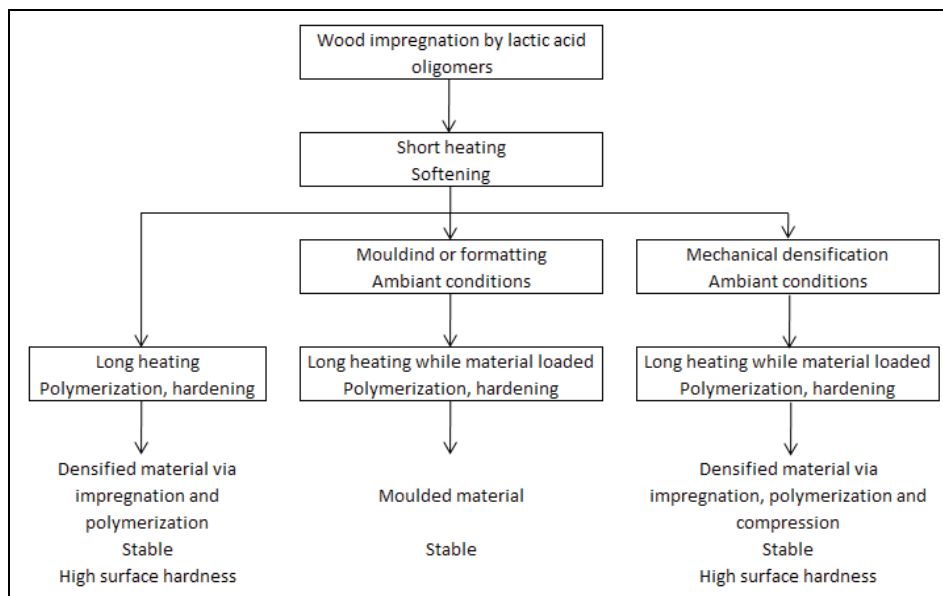 Wood impregnation by lactic acid
oligomers
Short heating
Softening
Mouldind or formatting
Ambiant conditions
Mechanical densification
Ambiant conditions
Long heating
Polymerization, hardening
Long heating while material loaded
Polymerization, hardening
Long heating while material loaded
Polymerization, hardening
Densified material via
impregnation and
polymerization
Stable
High surface hardness
Moulded material
Stable
Densified material via
impregnation, polymerization and
compression
Stable
High surface hardness